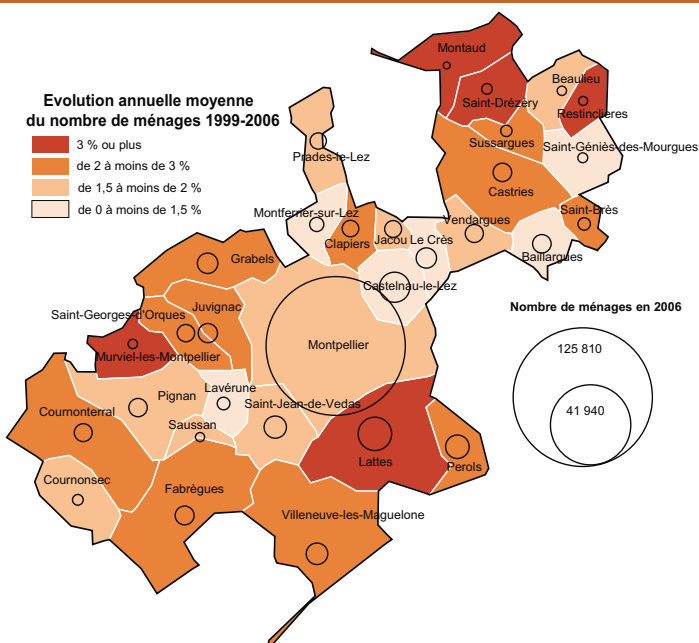 Evolution annuelle moyenne
du nombre de ménages 1999-2006
3 % ou plus
de 2 à moins de 3 %
de 1,5 à moins de 2 %
de 0 à moins de 1,5 %
Montaud
Beaulieu
Saint-Drézery
Restinclières
Sussargues
Saint-Géniès-des-Mourgues
Prades-le-Lez
Castries
Montferrier-sur-Lez
Saint-Brès
Vendargues
Clapiers
Jacou
Le Crès
Baillargues
Grabels
Castelnau-le-Lez
Saint-Georges-d'Orques
Juvignac
Nombre de ménages en 2006
125 810
41 940
Montpellier
Murviel-les-Montpellier
Lavérune
Pignan
Saint-Jean-de-Vedas
Cournonterral
Saussan
Lattes
Perols
Cournonsec
Fabrègues
Villeneuve-les-Maguelone